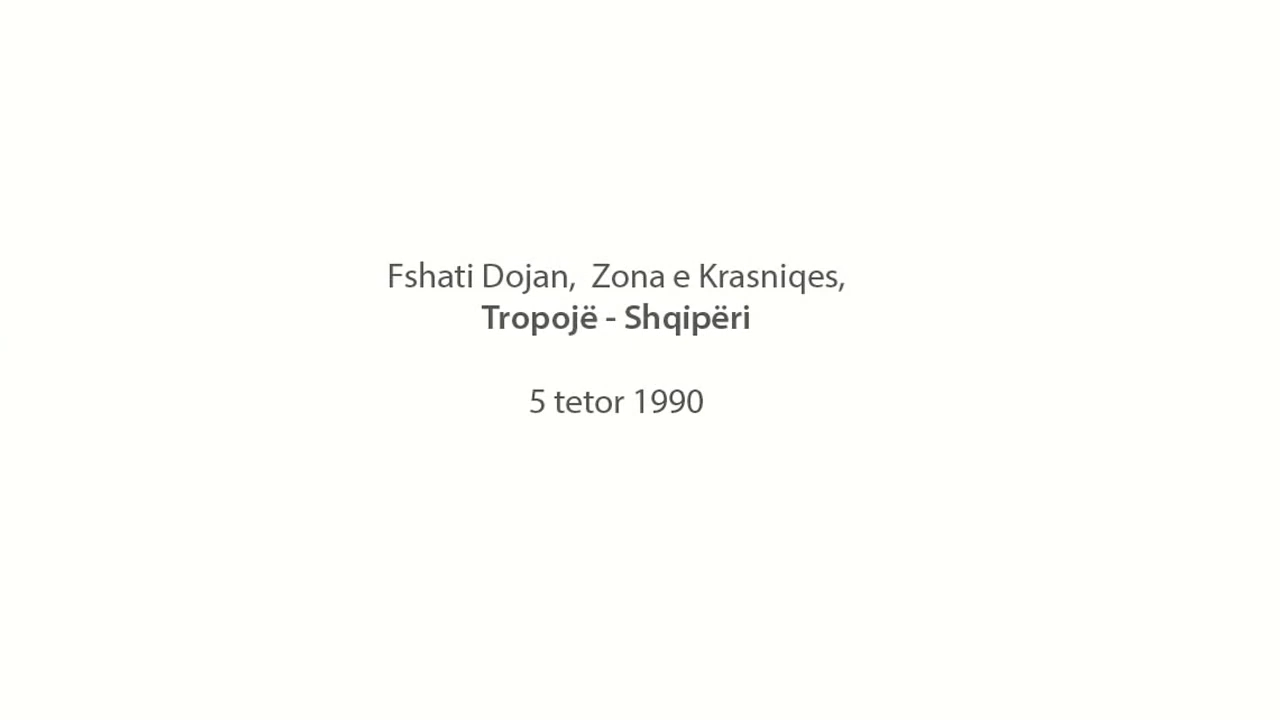 Fshati Dojan, Zona e Krasniqes,
Tropojë - Shqipëri
5 tetor 1990